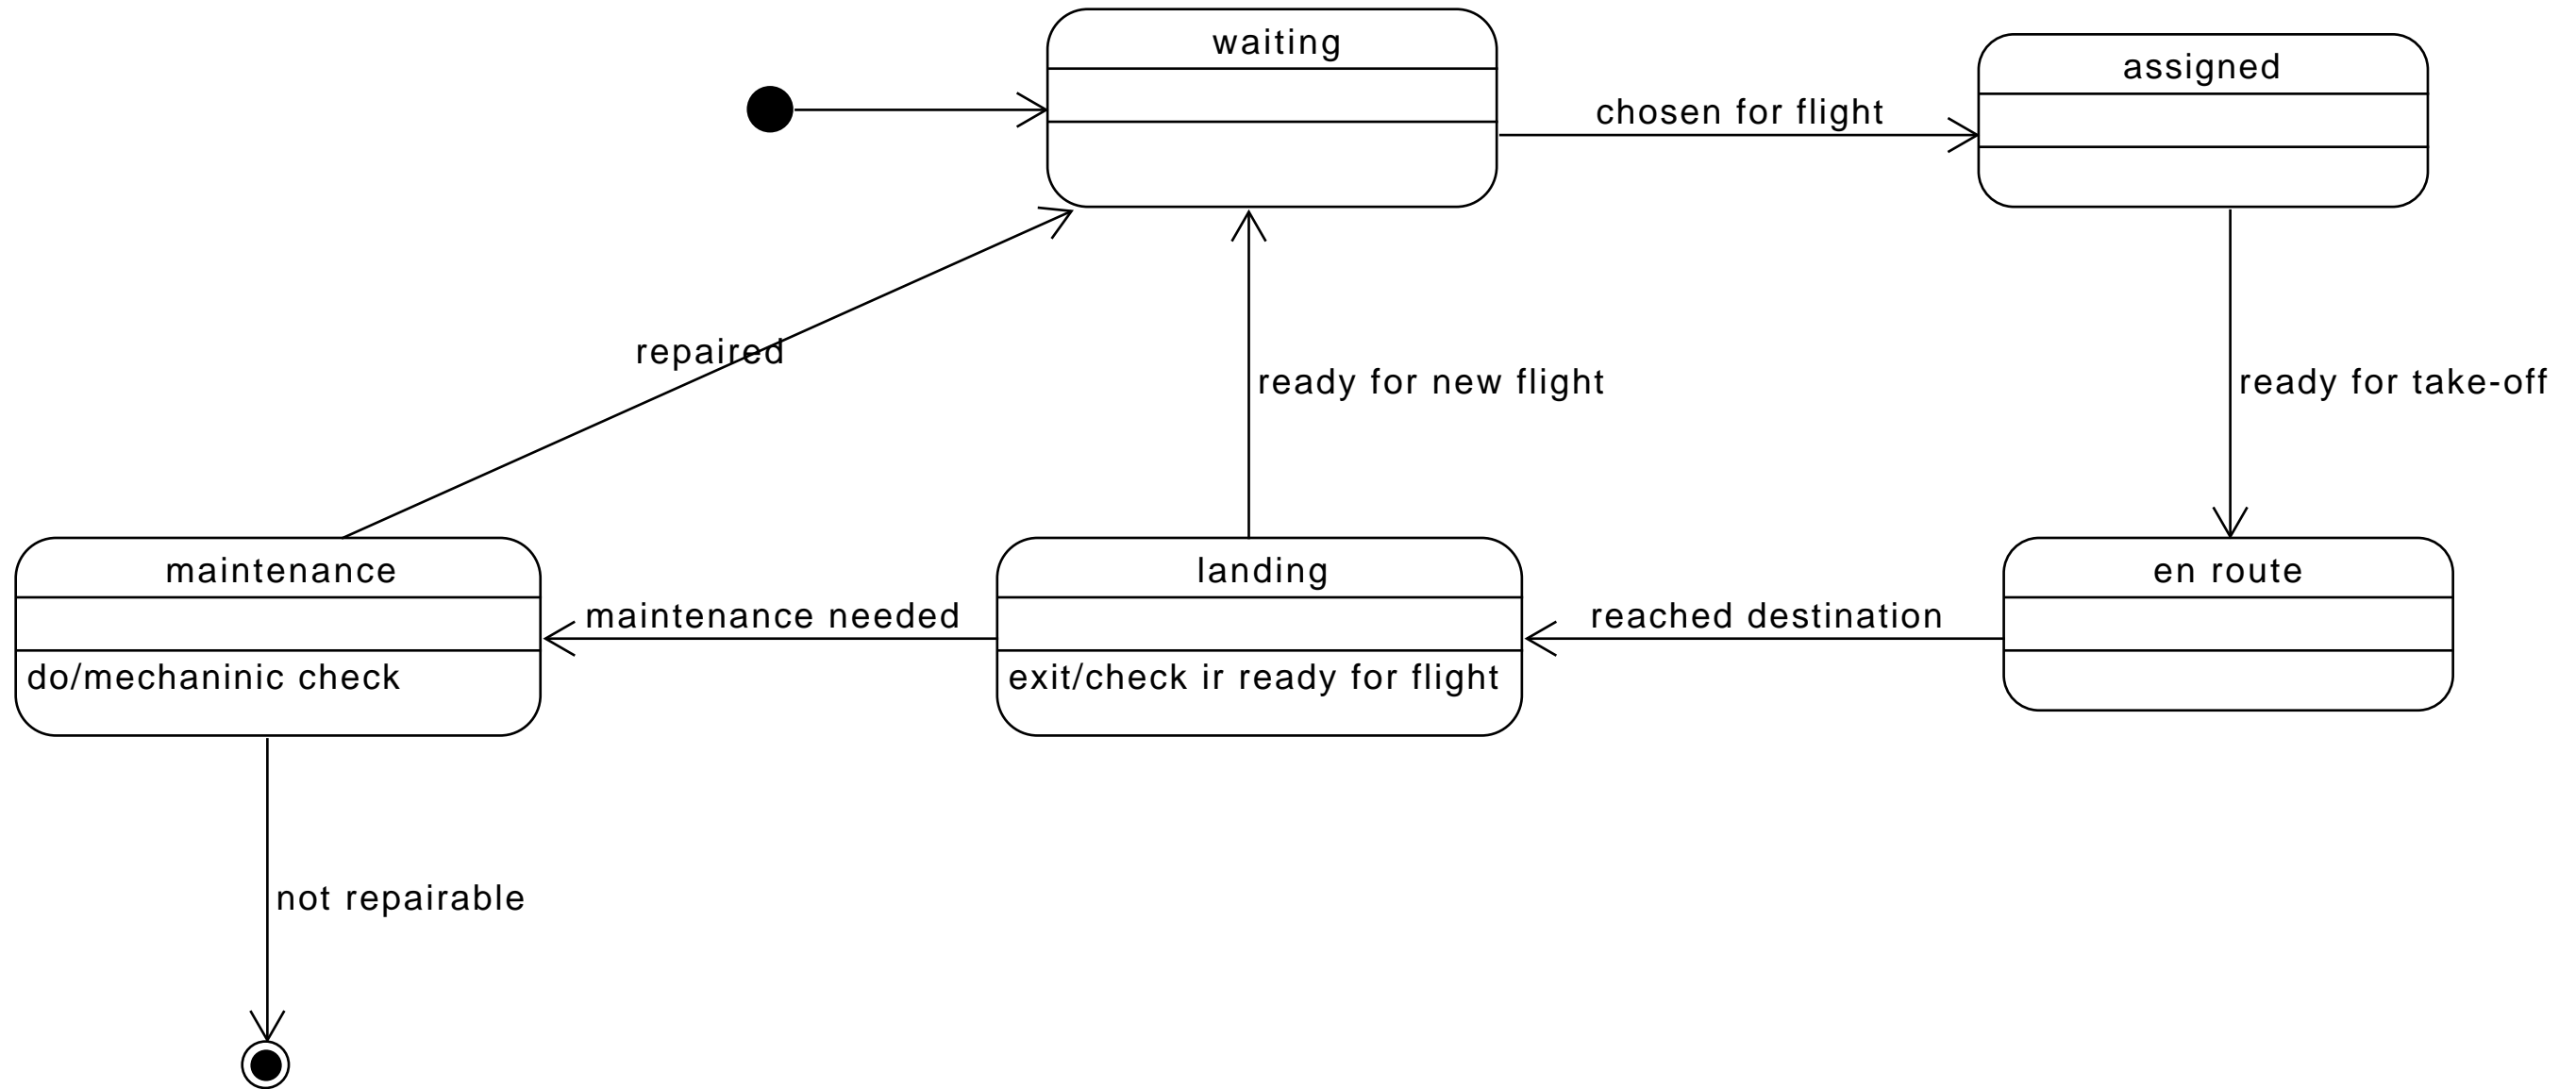 waiting
assigned
chosen for flight
repaired
ready for new flight
ready for take-off
maintenance
landing
en route
maintenance needed
reached destination
do/mechaninic check
exit/check ir ready for flight
not repairable